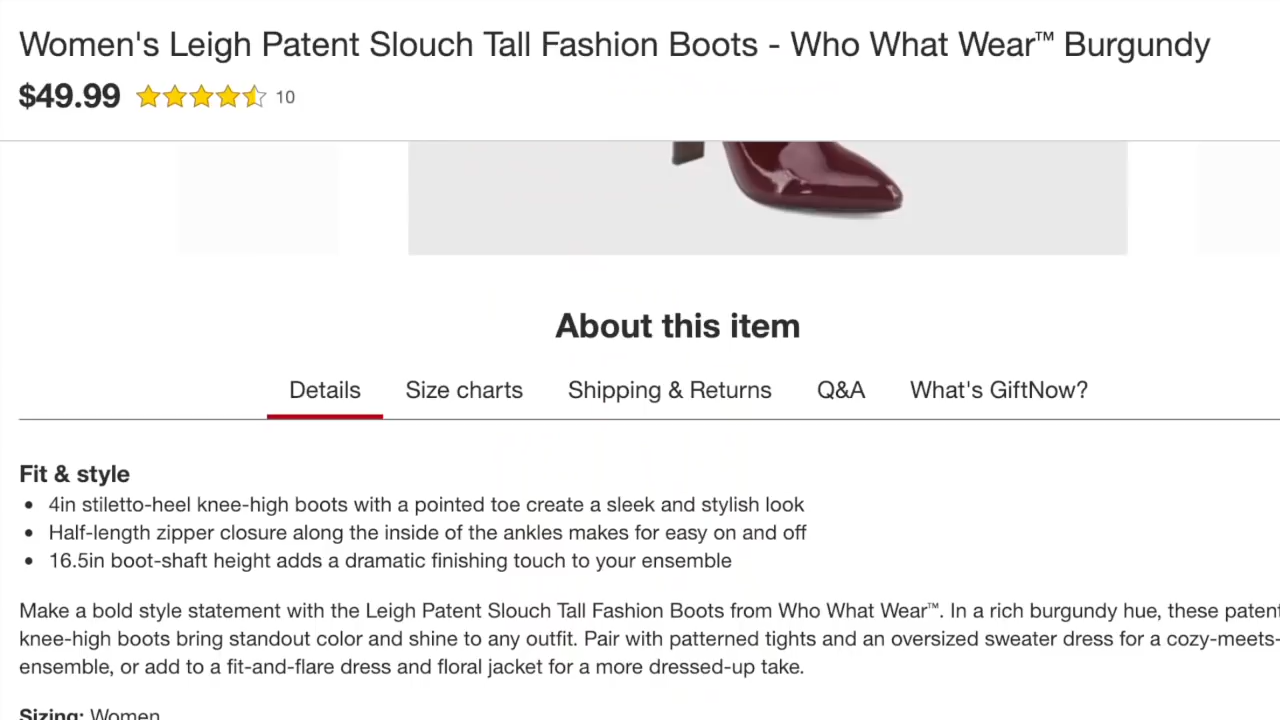 Women's Leigh Patent Slouch Tall Fashion Boots - Who What Wear™ Burgundy
$49.99 10
About this item
Details Size charts Shipping & Returns Q&A What's GiftNow?
Fit & style
• 4in stiletto-heel knee-high boots with a pointed toe create a sleek and stylish look
• Half-length zipper closure along the inside of the ankles makes for easy on and off
• 16.5in boot-shaft height adds a dramatic finishing touch to your ensemble
Make a bold style statement with the Leigh Patent Slouch Tall Fashion Boots from Who What Wear™. In a rich burgundy hue, these patent
knee-high boots bring standout color and shine to any outfit. Pair with patterned tights and an oversized sweater dress for a cozy-meets-
ensemble, or add to a fit-and-flare dress and floral jacket for a more dressed-up take.
Sizing: Women